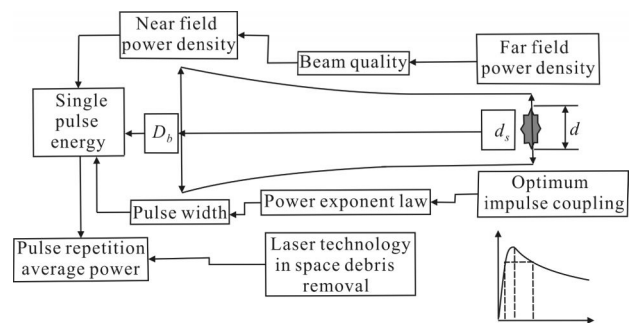 Near field
power density
Far field
power density
Beam quality
Single
pulse
energy
D_b
d_s
d
Optimum
impulse coupling
Power exponent law
Pulse width
Pulse repetition
average power
Laser technology
in space debris
removal